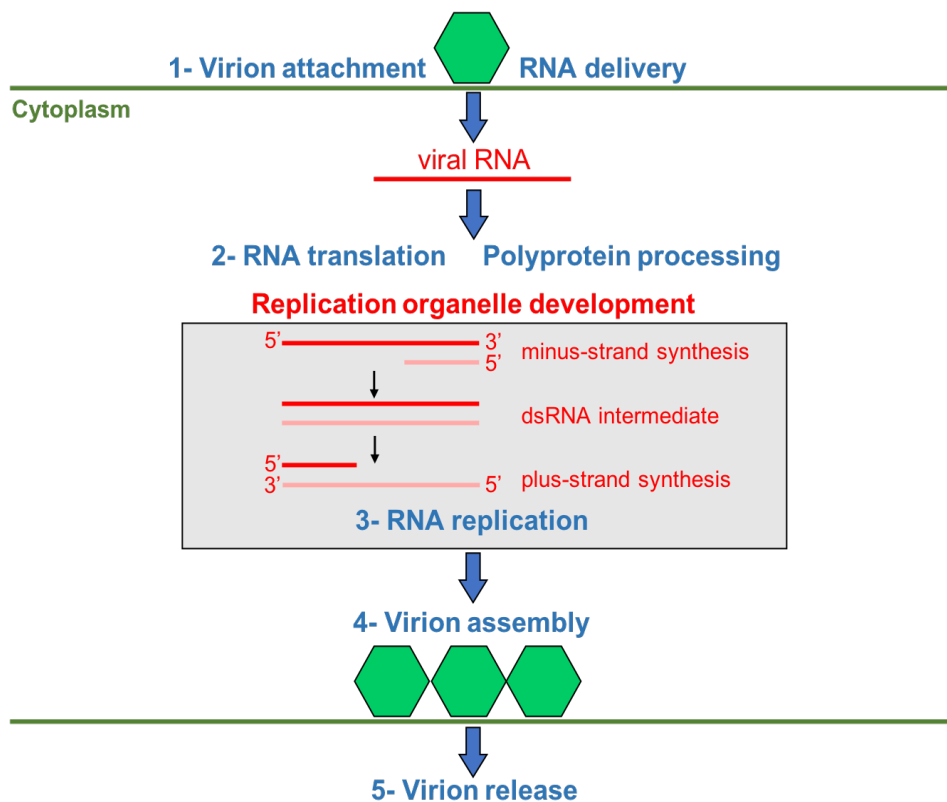 1- Virion attachment RNA delivery
Cytoplasm
viral RNA
2- RNA translation Polyprotein processing
Replication organelle development
5’ 3’
minus-strand synthesis
5’
dsRNA intermediate
5’
plus-strand synthesis
3’ 5’
3- RNA replication
4- Virion assembly
5- Virion release